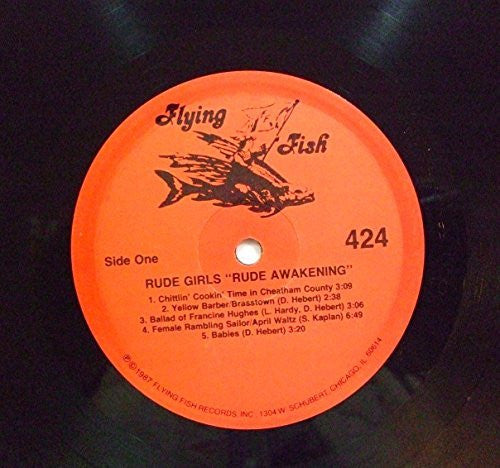 Flying
Fish
Side One
424
RUDE GIRLS "RUDE AWAKENING"
1. Chittlin' Cookin' Time in Cheatham County 3:09
2. Yellow Barber/Brasstown (D. Hebert) 2:38
3. Ballad of Francine Hughes (L. Hardy, D. Hebert) 3:06
4. Female Rambling Sailor/April Waltz (S. Kaplan) 6:49
5. Babies (D. Hebert) 3:20
℗©1987 FLYING FISH RECORDS INC. 1304 W. SCHUBERT, CHICAGO, IL 60614